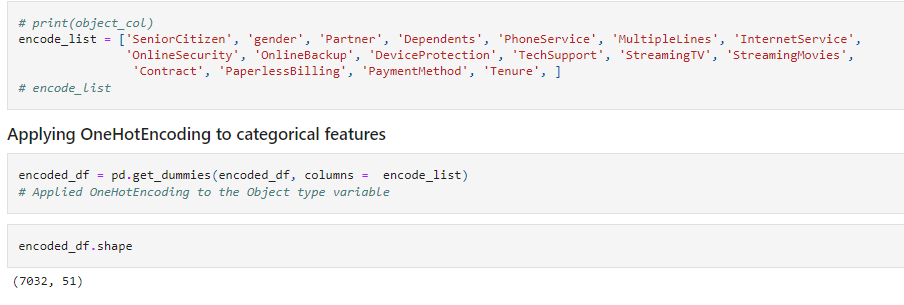 # print(object_col)
encode_list = ['SeniorCitizen', 'gender', 'Partner', 'Dependents', 'PhoneService', 'MultipleLines', 'InternetService',
'OnlineSecurity', 'OnlineBackup', 'DeviceProtection', 'TechSupport', 'StreamingTV', 'StreamingMovies',
'Contract', 'PaperlessBilling', 'PaymentMethod', 'Tenure', ]
# encode_list
Applying OneHotEncoding to categorical features
encoded_df = pd.get_dummies(encoded_df, columns =  encode_list)
# Applied OneHotEncoding to the Object type variable
encoded_df.shape
(7032, 51)